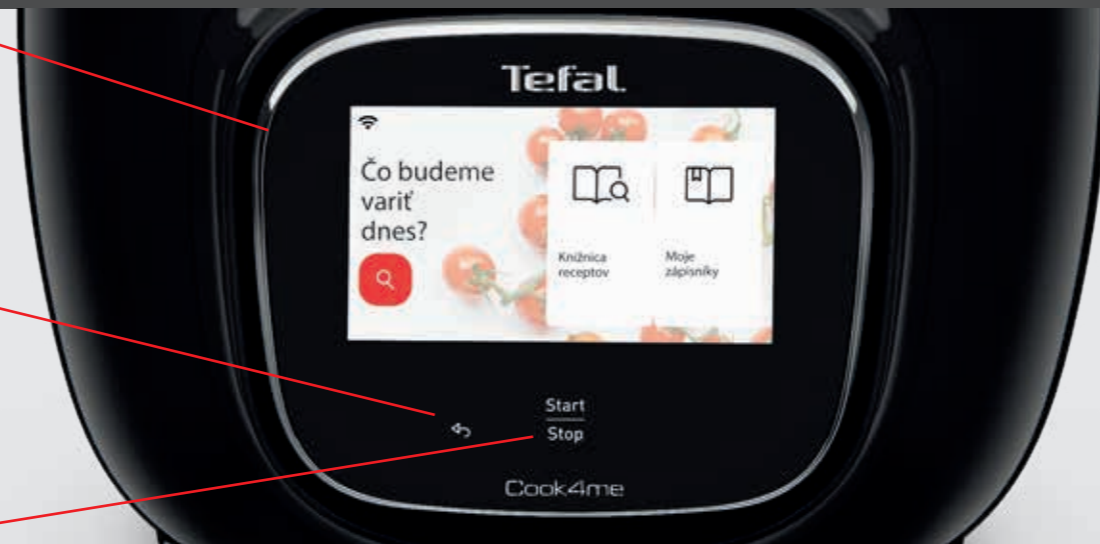 Tefal
Čo budeme
variť
dnes?
Knižnica
receptov
Moje
zápisníky
Start
Stop
Cook4me